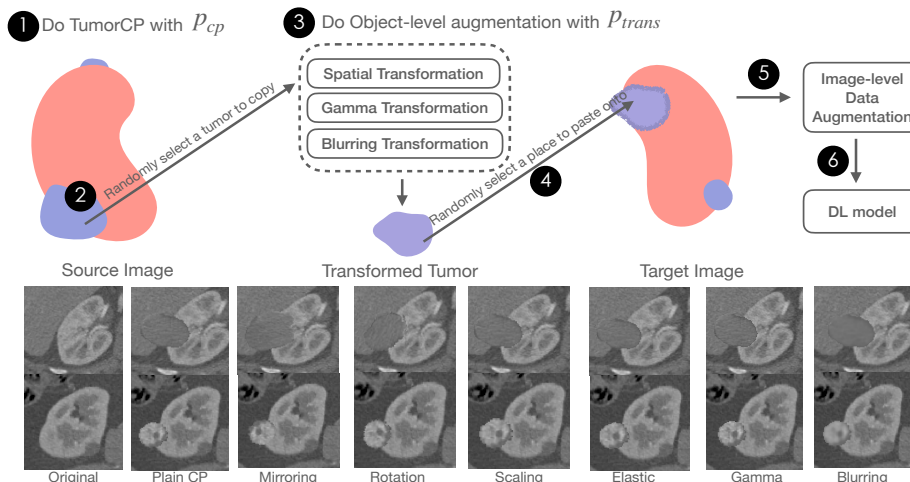 1 Do TumorCP with p_cp
3 Do Object-level augmentation with p_trans
Spatial Transformation
Gamma Transformation
Blurring Transformation
2
Randomly select a tumor to copy
Randomly select a place to paste onto
4
5
Image-level
Data
Augmentation
6
DL model
Source Image
Transformed Tumor
Target Image
Original
Plain CP
Mirroring
Rotation
Scaling
Elastic
Gamma
Blurring